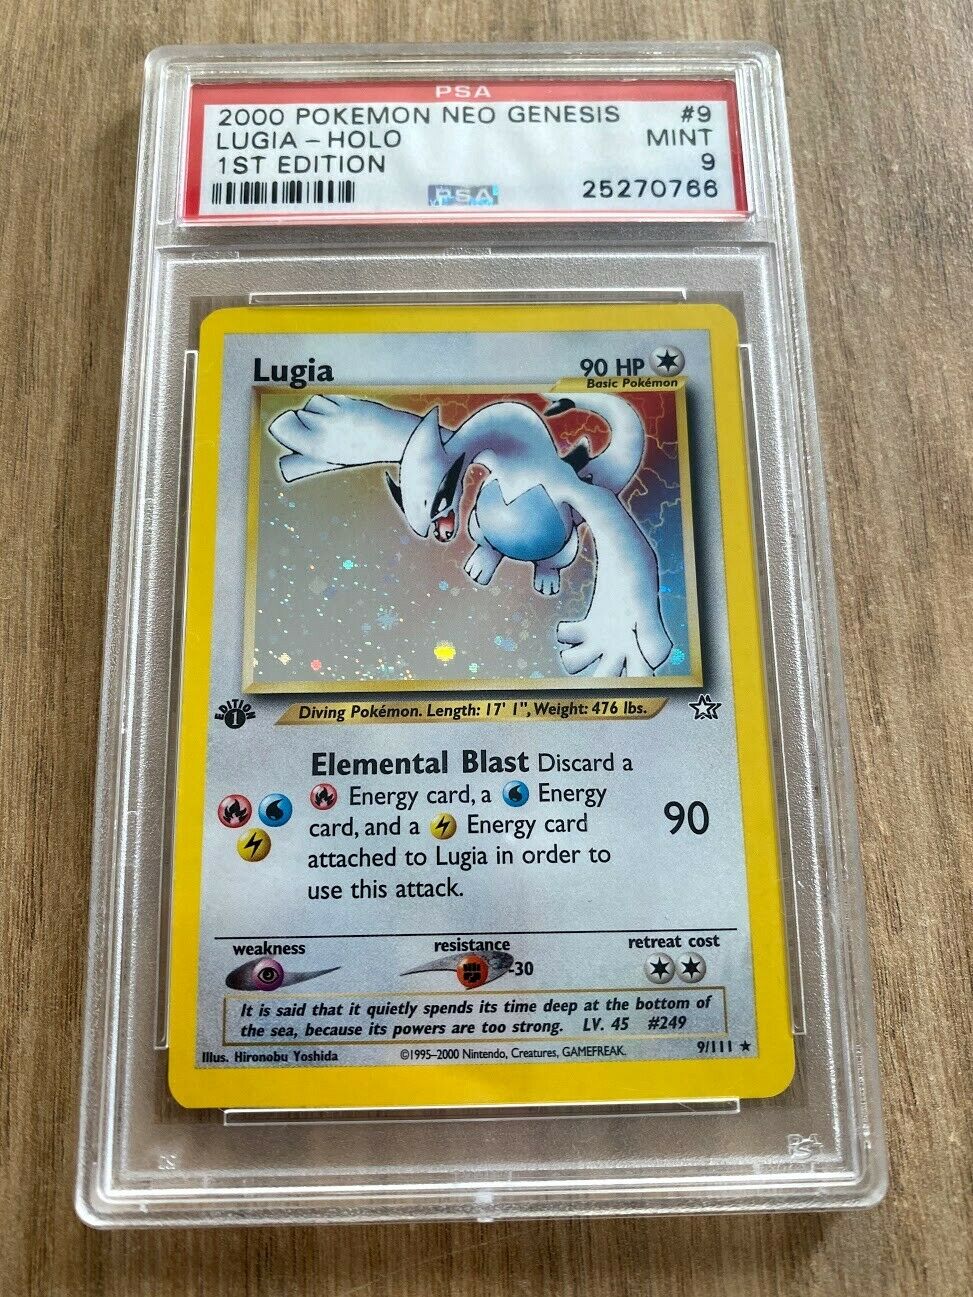 PSA
2000 POKEMON NEO GENESIS #9
LUGIA - HOLO MINT
1ST EDITION 9
PSA 25270766
Lugia 90 HP
Basic Pokémon
EDITION
1
Diving Pokémon. Length: 17' 1", Weight: 476 lbs.
Elemental Blast Discard a
Energy card, a Energy
card, and a Energy card 90
attached to Lugia in order to
use this attack.
weakness resistance retreat cost
-30
It is said that it quietly spends its time deep at the bottom of
the sea, because its powers are too strong. LV. 45 #249
Illus. Hironobu Yoshida ©1995–2000 Nintendo, Creatures, GAMEFREAK. 9/111 ★